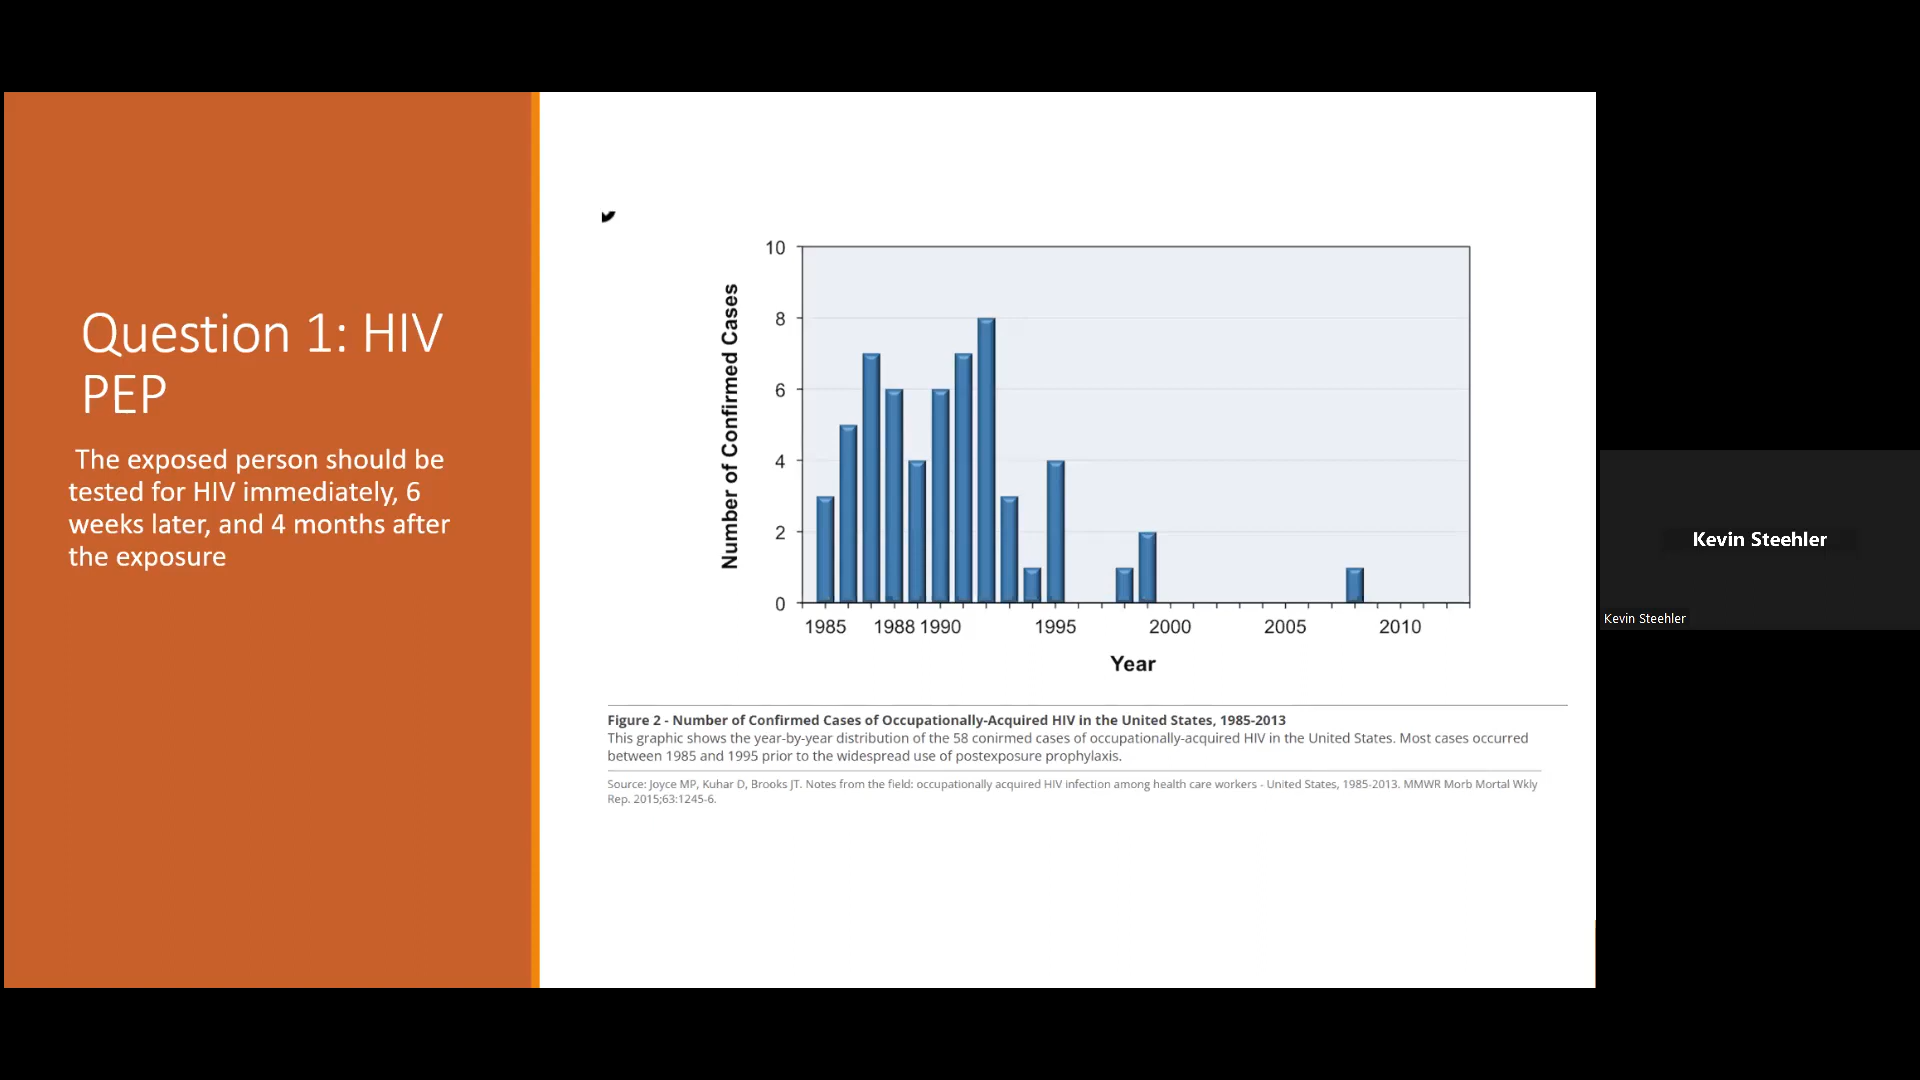 Question 1: HIV
PEP
The exposed person should be
tested for HIV immediately, 6
weeks later, and 4 months after
the exposure
10
8
6
4
2
0
Number of Confirmed Cases
1985
1988
1990
1995
2000
2005
2010
Year
Figure 2 - Number of Confirmed Cases of Occupationally-Acquired HIV in the United States, 1985-2013
This graphic shows the year-by-year distribution of the 58 conirmed cases of occupationally-acquired HIV in the United States. Most cases occurred
between 1985 and 1995 prior to the widespread use of postexposure prophylaxis.
Source: Joyce MP, Kuhar D, Brooks JT. Notes from the field: occupationally acquired HIV infection among health care workers - United States, 1985-2013. MMWR Morb Mortal Wkly
Rep. 2015;63:1245-6.
Kevin Steehler
Kevin Steehler